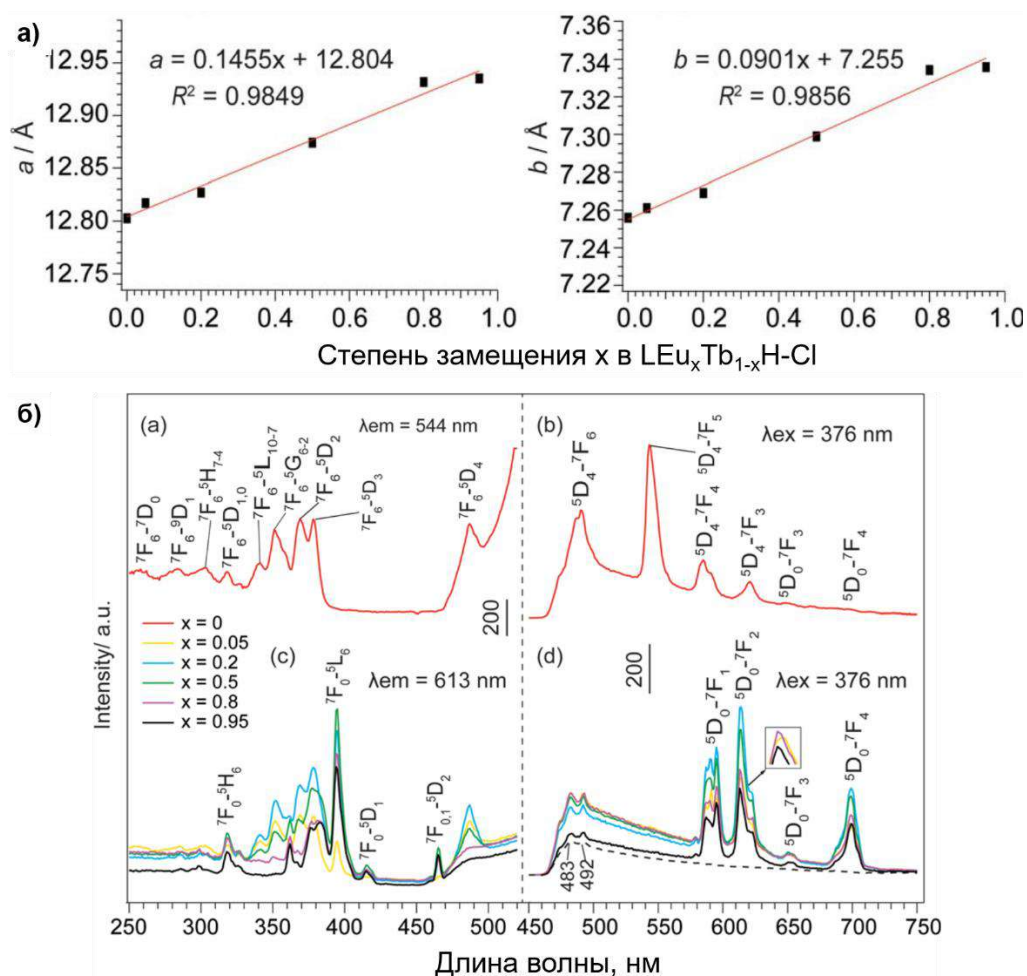 а)
a = 0.1455x + 12.804
R² = 0.9849
a / Å
12.95
12.90
12.85
12.80
12.75
0.0 0.2 0.4 0.6 0.8 1.0
b = 0.0901x + 7.255
R² = 0.9856
b / Å
7.36
7.34
7.32
7.30
7.28
7.26
7.24
7.22
0.0 0.2 0.4 0.6 0.8 1.0
Степень замещения x в LEuₓTb₁₋ₓH-Cl
б)
Intensity/ a.u.
(a)
λem = 544 nm
⁷F₆-⁷D₀
⁷F₆-⁹D₁
⁷F₆-⁵H₇₋₄
⁷F₆-⁵D₁,₀
⁷F₆-⁵L₁₀₋₇
⁷F₆-⁵G₆₋₂
⁷F₆-⁵D₂
⁷F₆-⁵D₃
⁷F₆-⁵D₄
200
(b)
λex = 376 nm
⁵D₄-⁷F₆
⁵D₄-⁷F₅
⁵D₄-⁷F₄
⁵D₄-⁷F₃
⁵D₀-⁷F₃
⁵D₀-⁷F₄
x = 0
x = 0.05
x = 0.2
x = 0.5
x = 0.8
x = 0.95
(c)
λem = 613 nm
⁷F₀-⁵H₆
⁷F₀-⁵L₆
⁷F₀-⁵D₁
⁷F₀,₁-⁵D₂
200
(d)
λex = 376 nm
⁵D₀-⁷F₁
⁵D₀-⁷F₂
⁵D₀-⁷F₃
⁵D₀-⁷F₄
483
492
250 300 350 400 450 500
450 500 550 600 650 700 750
Длина волны, нм